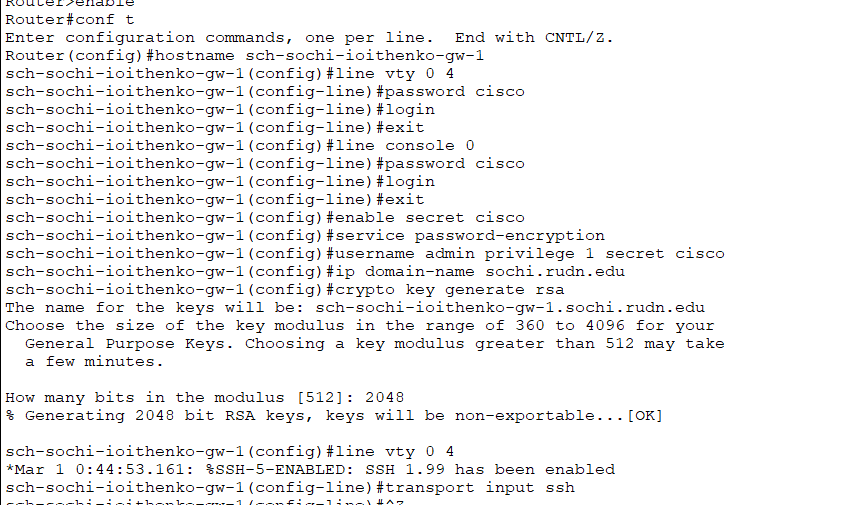 Router>enable
Router#conf t
Enter configuration commands, one per line.  End with CNTL/Z.
Router(config)#hostname sch-sochi-ioithenko-gw-1
sch-sochi-ioithenko-gw-1(config)#line vty 0 4
sch-sochi-ioithenko-gw-1(config-line)#password cisco
sch-sochi-ioithenko-gw-1(config-line)#login
sch-sochi-ioithenko-gw-1(config-line)#exit
sch-sochi-ioithenko-gw-1(config)#line console 0
sch-sochi-ioithenko-gw-1(config-line)#password cisco
sch-sochi-ioithenko-gw-1(config-line)#login
sch-sochi-ioithenko-gw-1(config-line)#exit
sch-sochi-ioithenko-gw-1(config)#enable secret cisco
sch-sochi-ioithenko-gw-1(config)#service password-encryption
sch-sochi-ioithenko-gw-1(config)#username admin privilege 1 secret cisco
sch-sochi-ioithenko-gw-1(config)#ip domain-name sochi.rudn.edu
sch-sochi-ioithenko-gw-1(config)#crypto key generate rsa
The name for the keys will be: sch-sochi-ioithenko-gw-1.sochi.rudn.edu
Choose the size of the key modulus in the range of 360 to 4096 for your
  General Purpose Keys. Choosing a key modulus greater than 512 may take
  a few minutes.

How many bits in the modulus [512]: 2048
% Generating 2048 bit RSA keys, keys will be non-exportable...[OK]

sch-sochi-ioithenko-gw-1(config)#line vty 0 4
*Mar 1 0:44:53.161: %SSH-5-ENABLED: SSH 1.99 has been enabled
sch-sochi-ioithenko-gw-1(config-line)#transport input ssh
sch-sochi-ioithenko-gw-1(config-line)#^Z